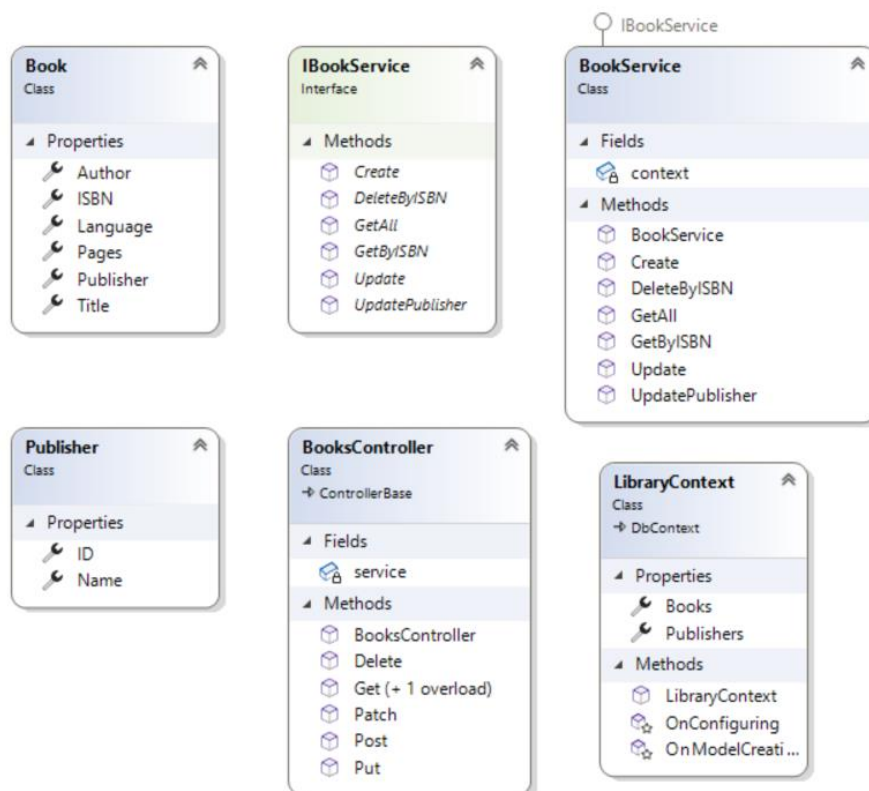 IBookService
Book
Class
Properties
Author
ISBN
Language
Pages
Publisher
Title
IBookService
Interface
Methods
Create
DeleteByISBN
GetAll
GetByISBN
Update
UpdatePublisher
BookService
Class
Fields
context
Methods
BookService
Create
DeleteByISBN
GetAll
GetByISBN
Update
UpdatePublisher
Publisher
Class
Properties
ID
Name
BooksController
Class
ControllerBase
Fields
service
Methods
BooksController
Delete
Get (+ 1 overload)
Patch
Post
Put
LibraryContext
Class
DbContext
Properties
Books
Publishers
Methods
LibraryContext
OnConfiguring
OnModelCreati...